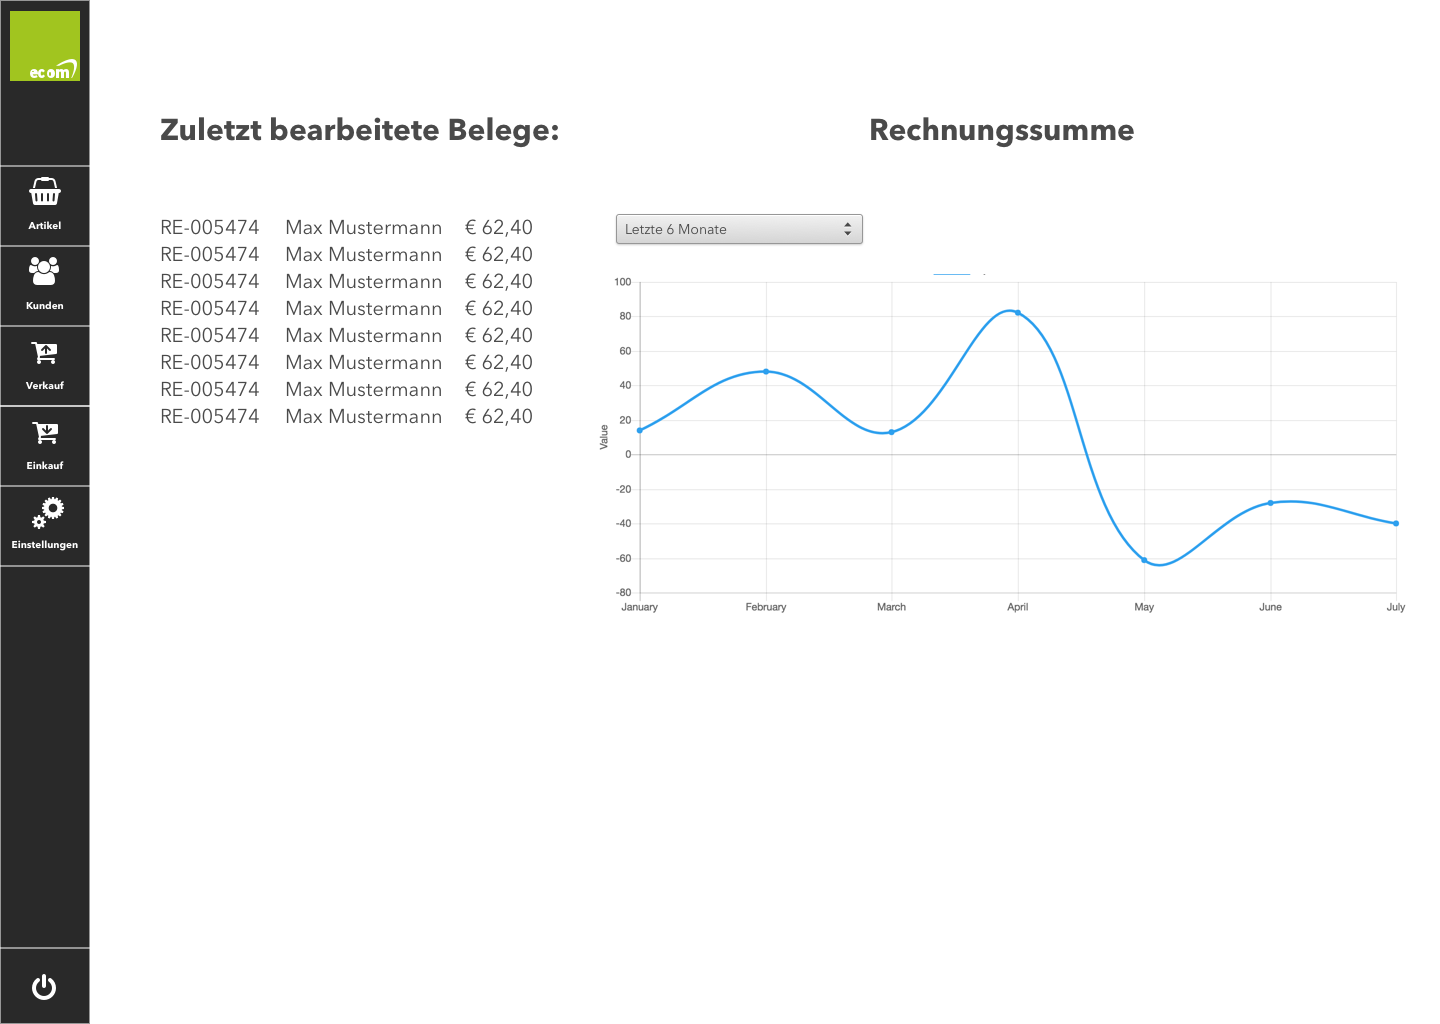 ecom
Artikel
Kunden
Verkauf
Einkauf
Einstellungen
Zuletzt bearbeitete Belege:
RE-005474 Max Mustermann € 62,40
RE-005474 Max Mustermann € 62,40
RE-005474 Max Mustermann € 62,40
RE-005474 Max Mustermann € 62,40
RE-005474 Max Mustermann € 62,40
RE-005474 Max Mustermann € 62,40
RE-005474 Max Mustermann € 62,40
RE-005474 Max Mustermann € 62,40
Rechnungssumme
Letzte 6 Monate
Value
100
80
60
40
20
0
-20
-40
-60
-80
January February March April May June July